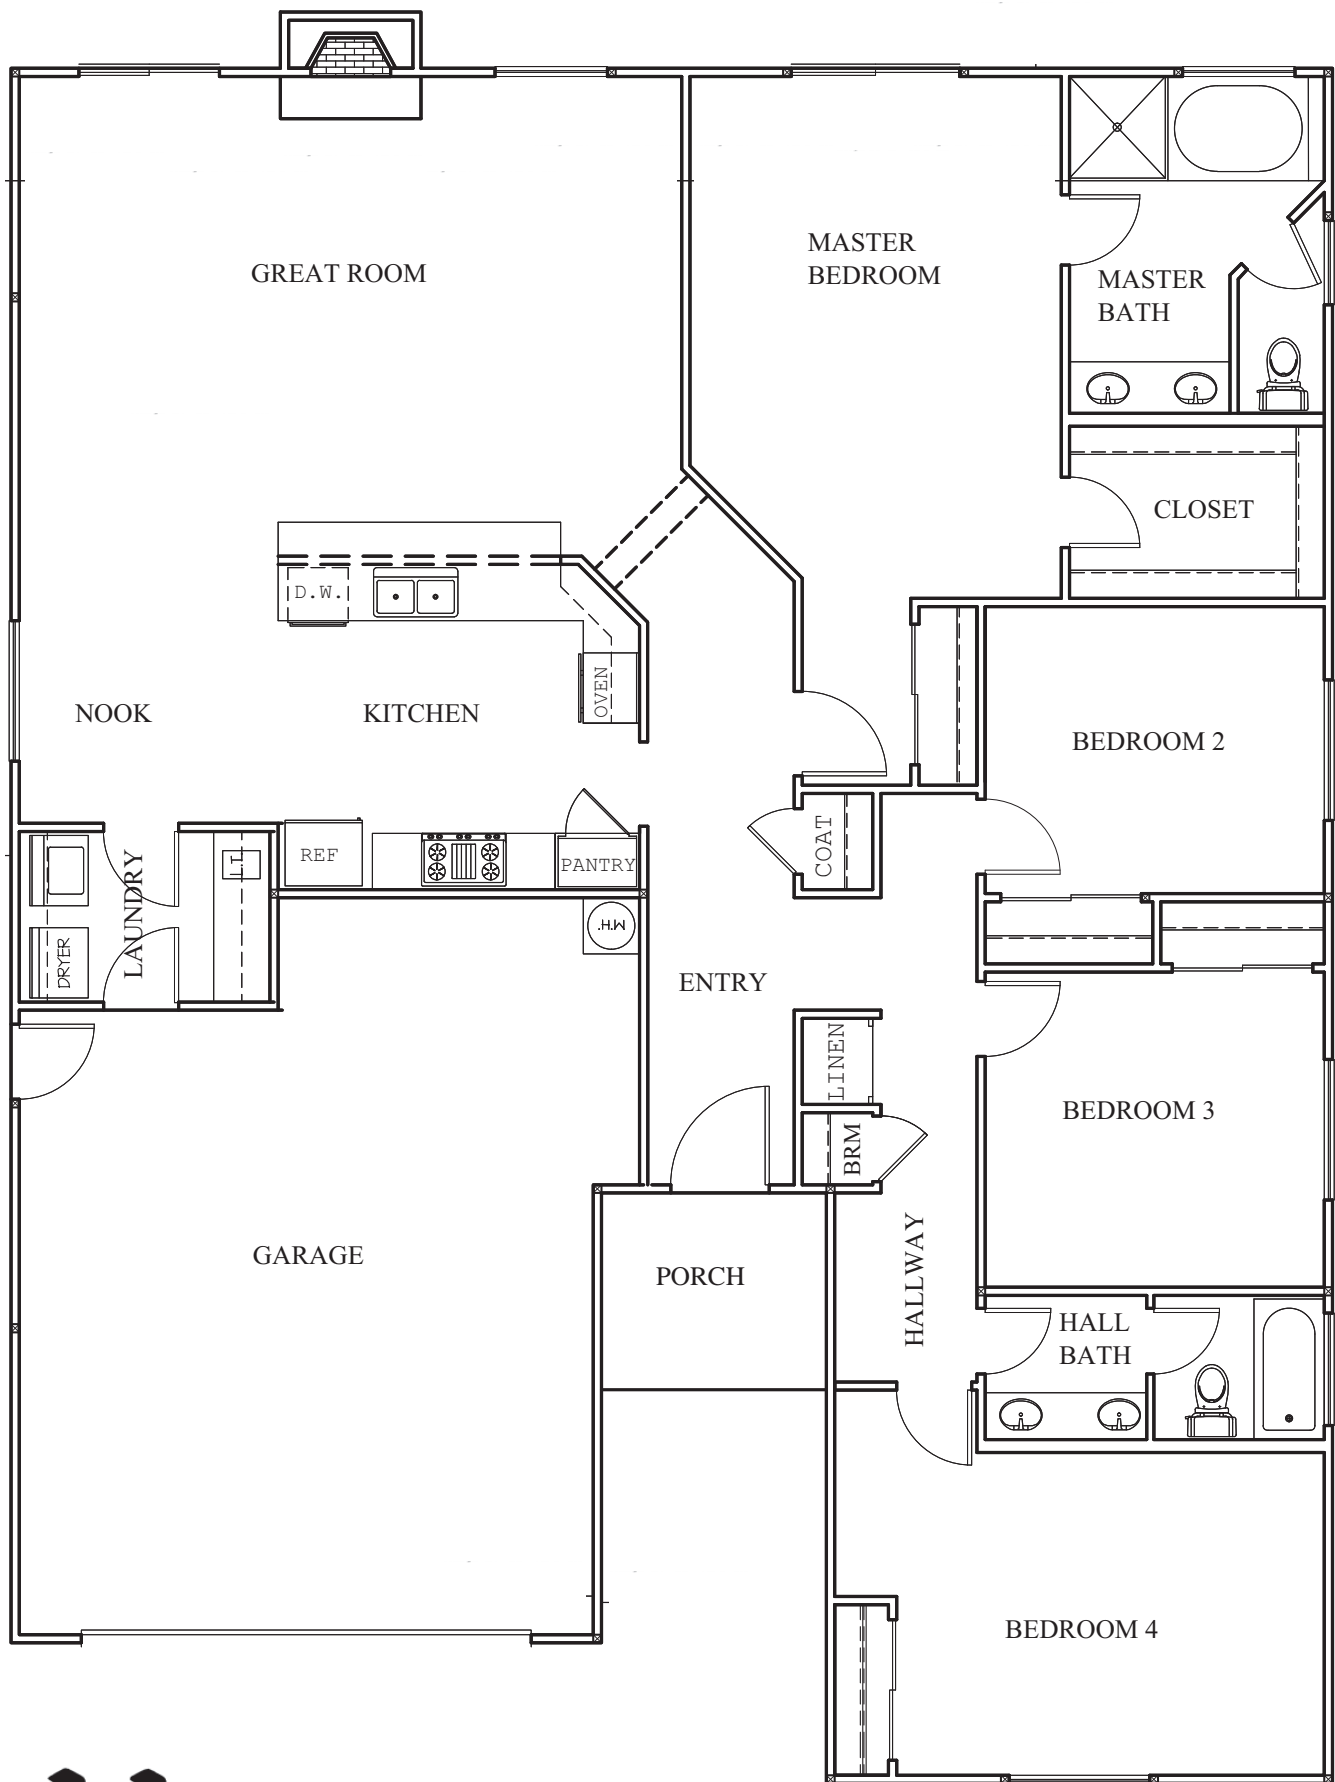 GREAT ROOM
MASTER
BEDROOM
MASTER
BATH
CLOSET
D.W.
OVEN
NOOK
KITCHEN
BEDROOM 2
REF
PANTRY
COAT
LAUNDRY
DRYER
W.H.
ENTRY
LINEN
BRM
BEDROOM 3
GARAGE
PORCH
HALLWAY
HALL
BATH
BEDROOM 4